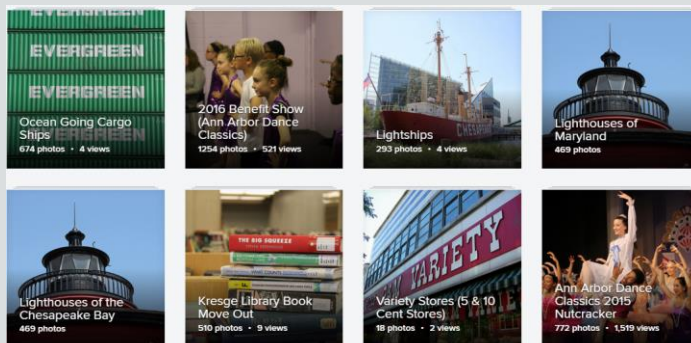 EVERGREEN
EVERGREEN
EVERGREEN
EVERGREEN
Ocean Going Cargo
Ships
674 photos • 4 views
2016 Benefit Show
(Ann Arbor Dance
Classics)
1254 photos • 521 views
CHESAPEAKE
Lightships
293 photos • 4 views
Lighthouses of
Maryland
469 photos
Lighthouses of the
Chesapeake Bay
469 photos
THE BIG SQUEEZE
Kresge Library Book
Move Out
510 photos • 9 views
VARIETY
Variety Stores (5 & 10
Cent Stores)
18 photos • 2 views
Ann Arbor Dance
Classics 2015
Nutcracker
772 photos • 1,519 views